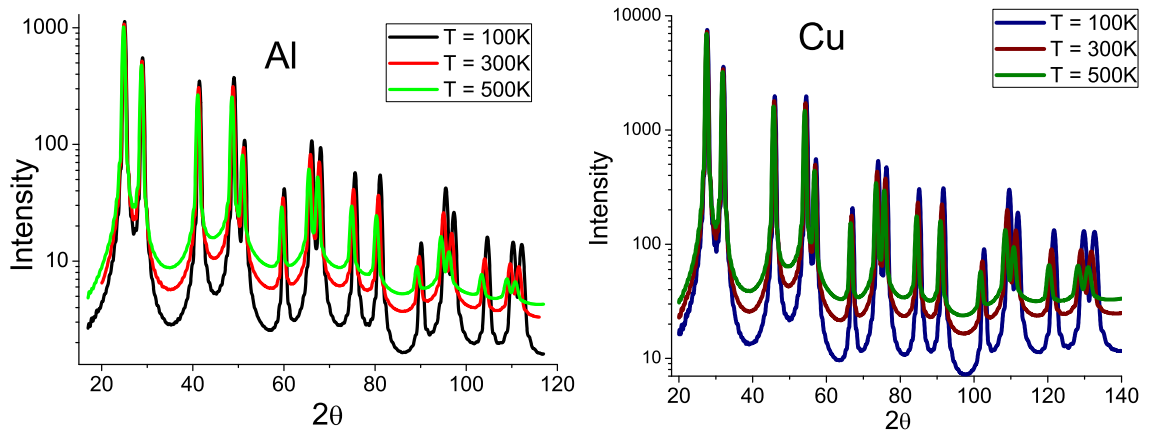 Al
T = 100K
T = 300K
T = 500K
1000
100
10
Intensity
20
40
60
80
100
120
2θ
Cu
T = 100K
T = 300K
T = 500K
10000
1000
100
10
Intensity
20
40
60
80
100
120
140
2θ